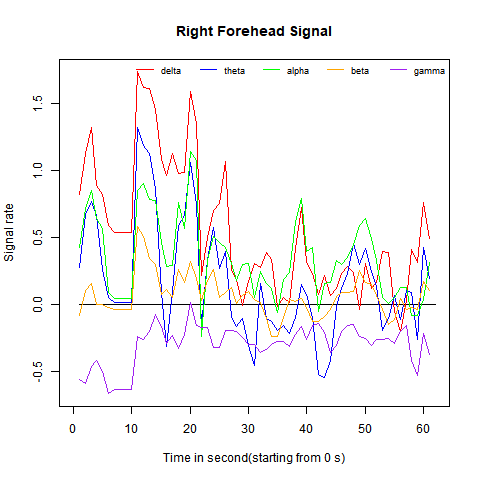 Right Forehead Signal
delta theta alpha beta gamma
Signal rate
1.5
1.0
0.5
0.0
-0.5
0 10 20 30 40 50 60
Time in second(starting from 0 s)